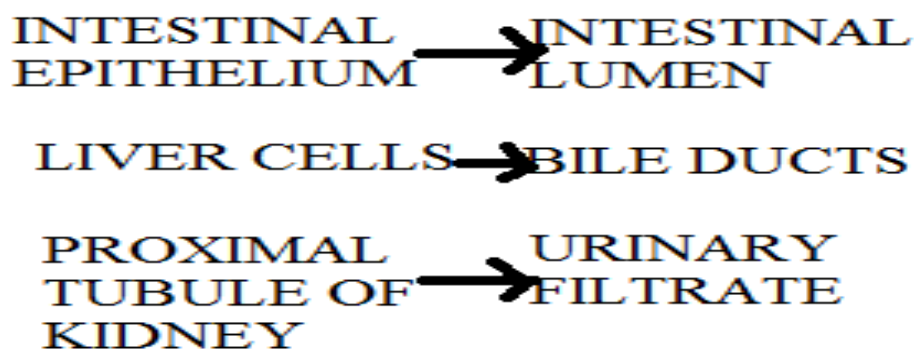 INTESTINAL
EPITHELIUM
INTESTINAL
LUMEN
LIVER CELLS
BILE DUCTS
PROXIMAL
TUBULE OF
KIDNEY
URINARY
FILTRATE